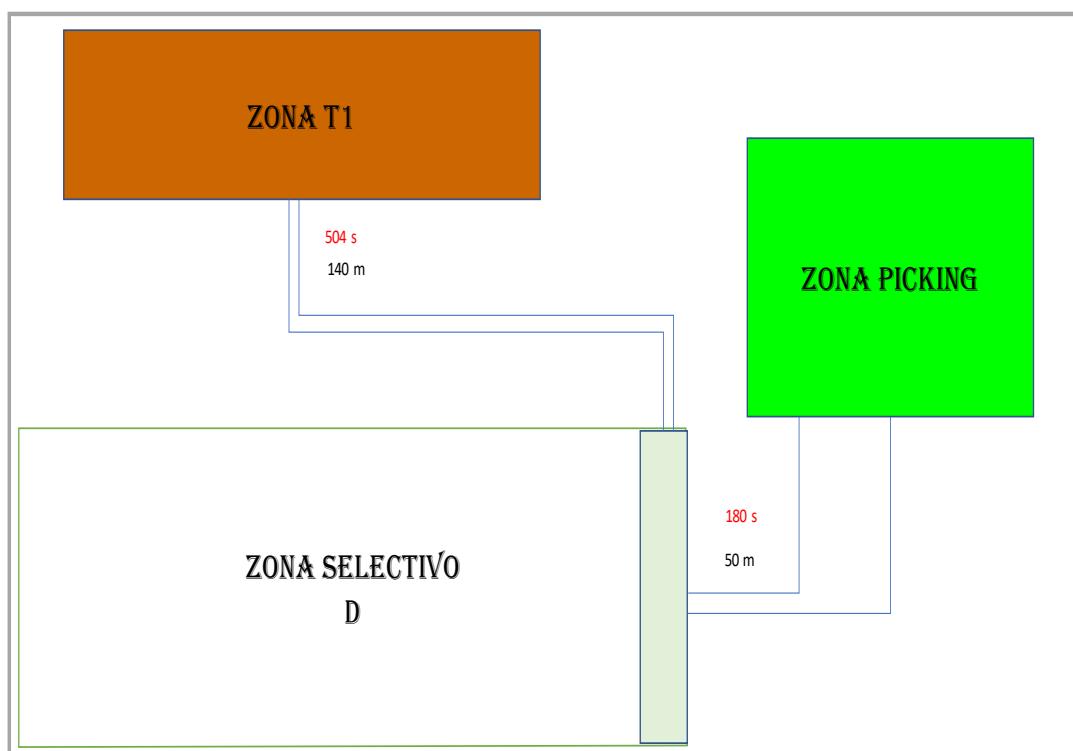 ZONA T1
504 s
140 m
ZONA PICKING
180 s
50 m
ZONA SELECTIVO
D